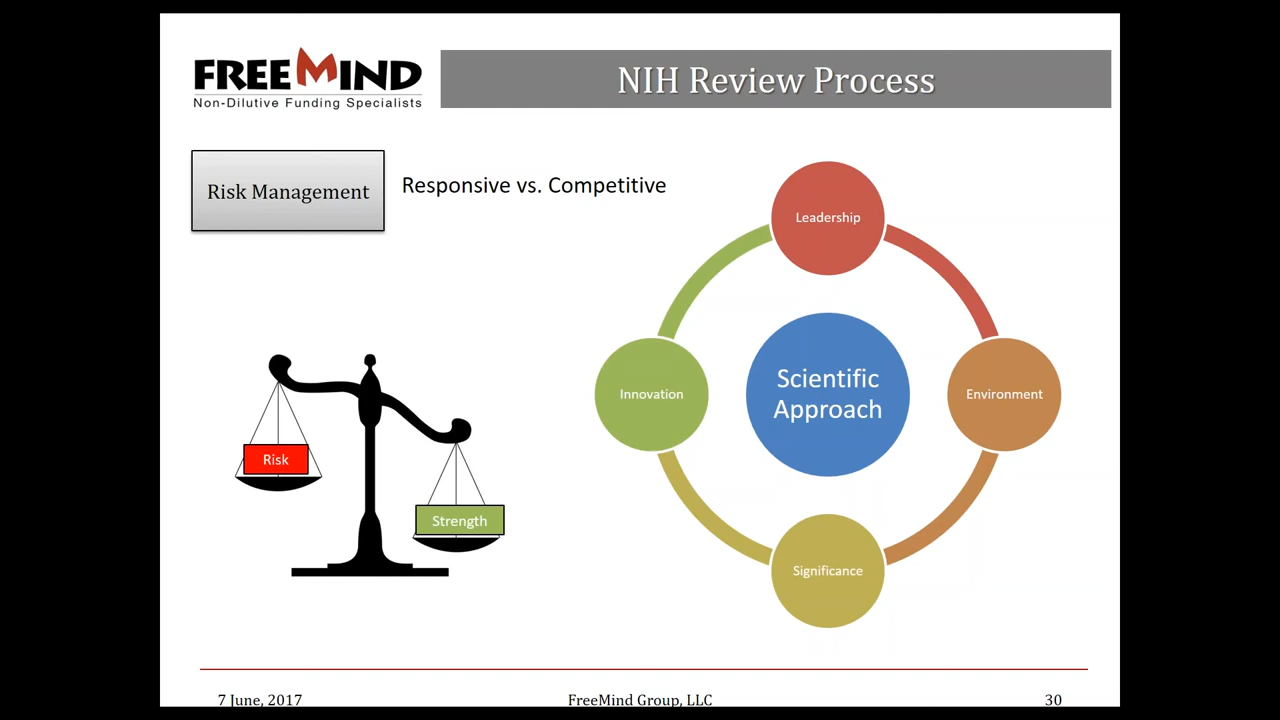 FREEMIND
Non-Dilutive Funding Specialists
NIH Review Process
Risk Management
Responsive vs. Competitive
Leadership
Innovation
Scientific
Approach
Environment
Significance
Risk
Strength
7 June, 2017
FreeMind Group, LLC
30